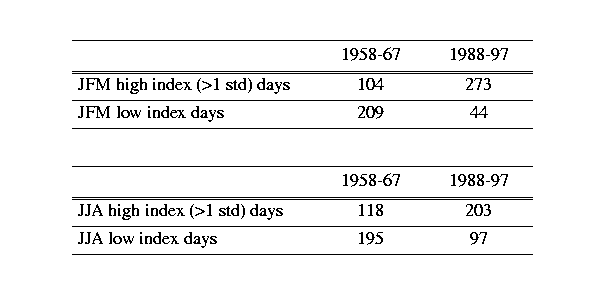 1958-67 1988-97
JFM high index (>1 std) days 104 273
JFM low index days 209 44
1958-67 1988-97
JJA high index (>1 std) days 118 203
JJA low index days 195 97